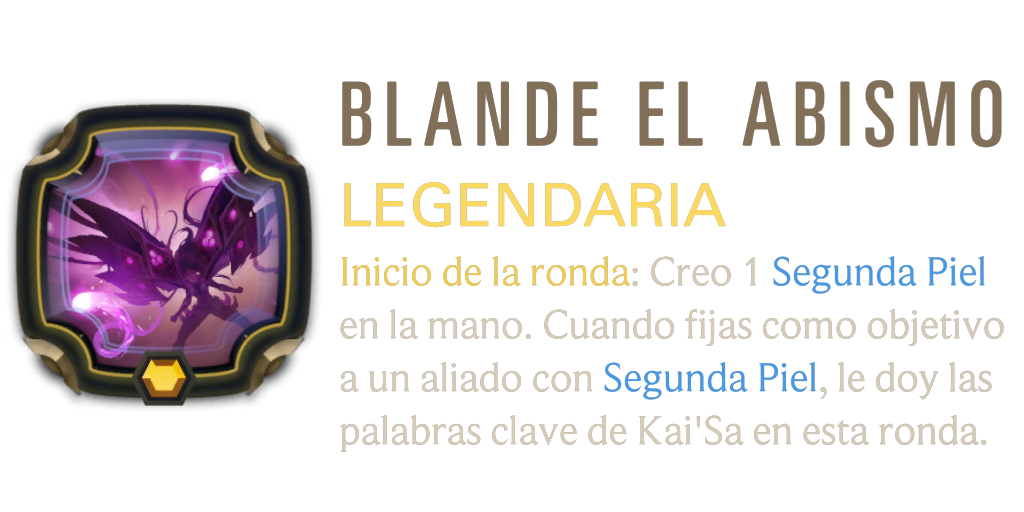 BLANDE EL ABISMO
LEGENDARIA
Inicio de la ronda: Creo 1 Segunda Piel
en la mano. Cuando fijas como objetivo
a un aliado con Segunda Piel, le doy las
palabras clave de Kai'Sa en esta ronda.